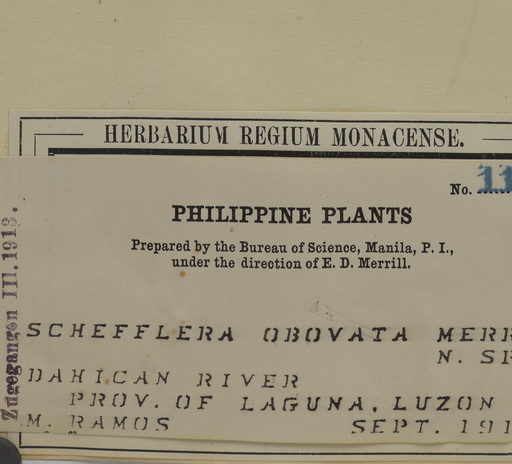 HERBARIUM REGIUM MONACENSE.
No. 11
PHILIPPINE PLANTS
Prepared by the Bureau of Science, Manila, P. I.,
under the direction of E. D. Merrill.
Zugegangen III. 1913.
SCHEFFLERA OBOVATA MERR
N. SP
DAHICAN RIVER
PROV. OF LAGUNA, LUZON
M. RAMOS SEPT. 191